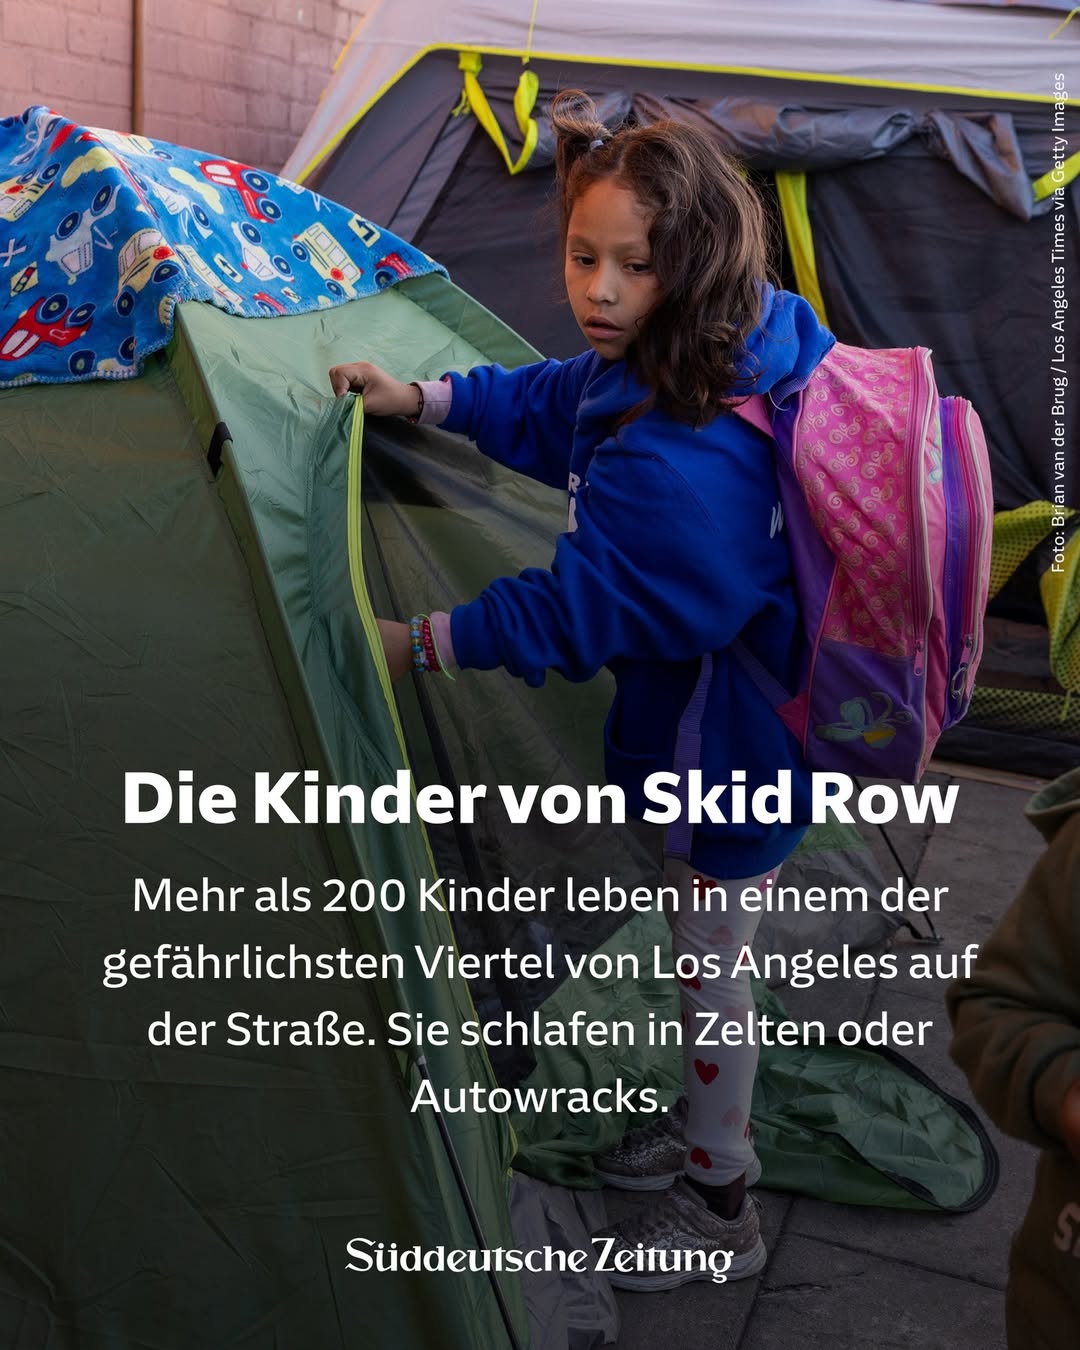 Foto: Brian van der Brug / Los Angeles Times via Getty Images
Die Kinder von Skid Row
Mehr als 200 Kinder leben in einem der
gefährlichsten Viertel von Los Angeles auf
der Straße. Sie schlafen in Zelten oder
Autowracks.
Süddeutsche Zeitung